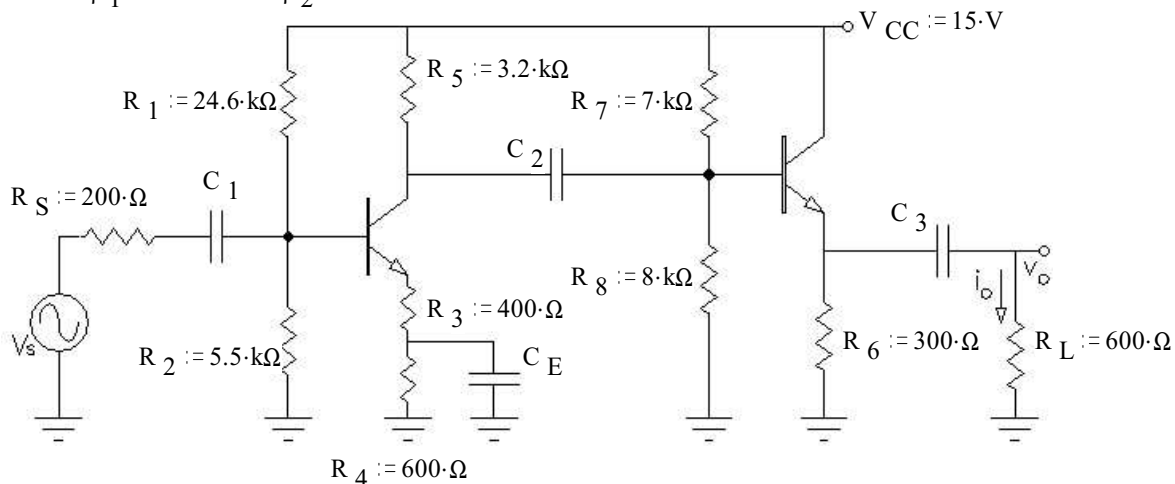 V CC := 15·V
R 5 := 3.2·kΩ
R 1 := 24.6·kΩ
R 7 := 7·kΩ
C 2
C 1
R S := 200·Ω
C 3
R 8 := 8·kΩ
i o
v o
R 3 := 400·Ω
Vs
R 2 := 5.5·kΩ
C E
R 6 := 300·Ω
R L := 600·Ω
R 4 := 600·Ω